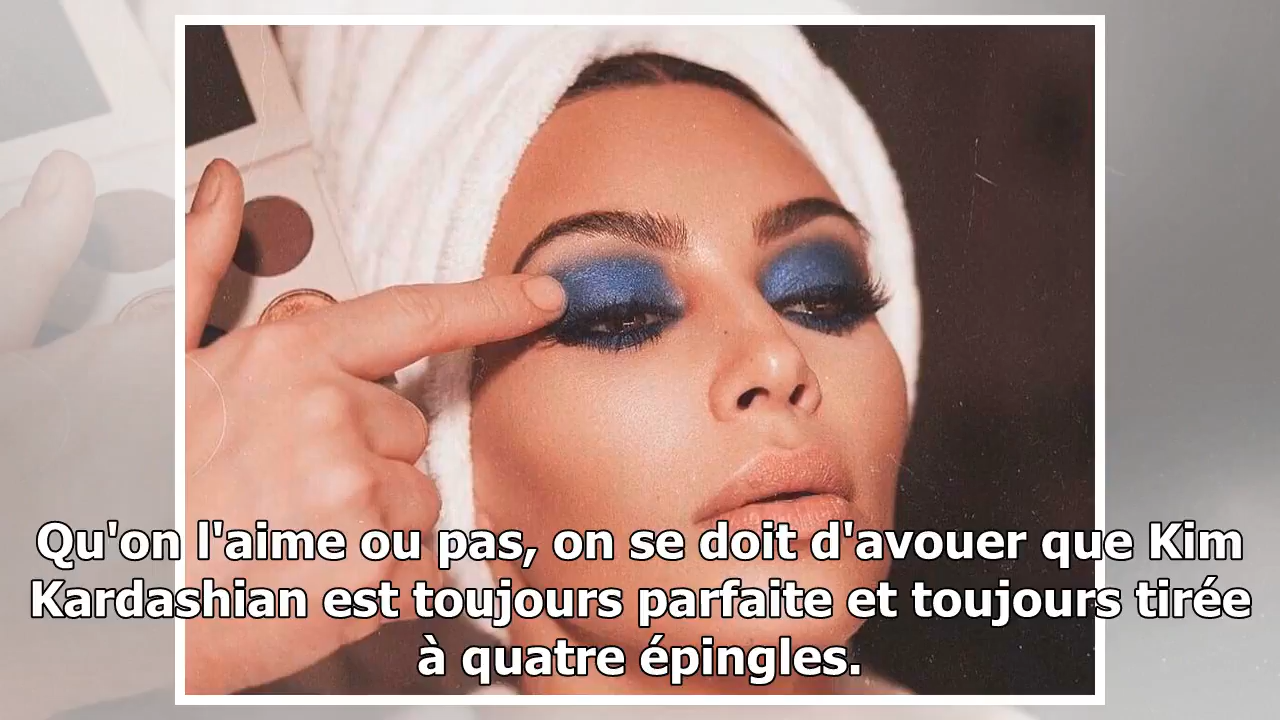 Qu'on l'aime ou pas, on se doit d'avouer que Kim
Kardashian est toujours parfaite et toujours tirée
à quatre épingles.